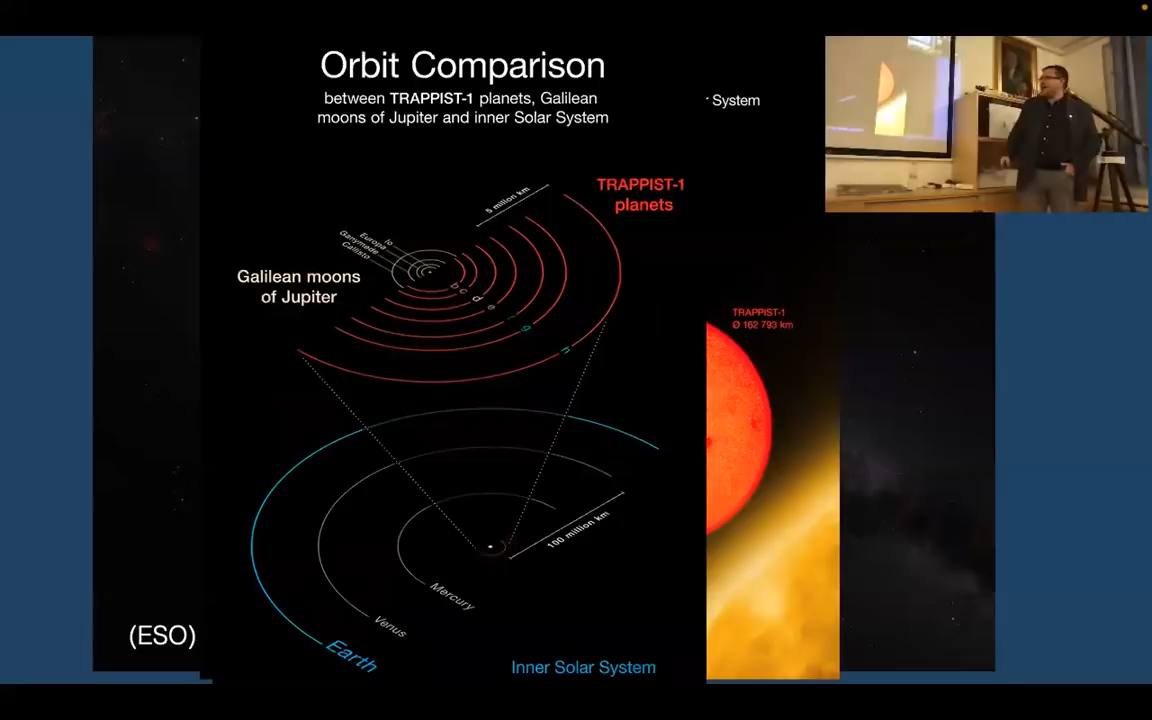 Orbit Comparison
between TRAPPIST-1 planets, Galilean
moons of Jupiter and inner Solar System
System
TRAPPIST-1
planets
5 million km
Io
Europa
Ganymede
Callisto
Galilean moons
of Jupiter
b c d e f g h
TRAPPIST-1
Ø 162 793 km
100 million km
Mercury
Venus
Earth
(ESO)
Inner Solar System